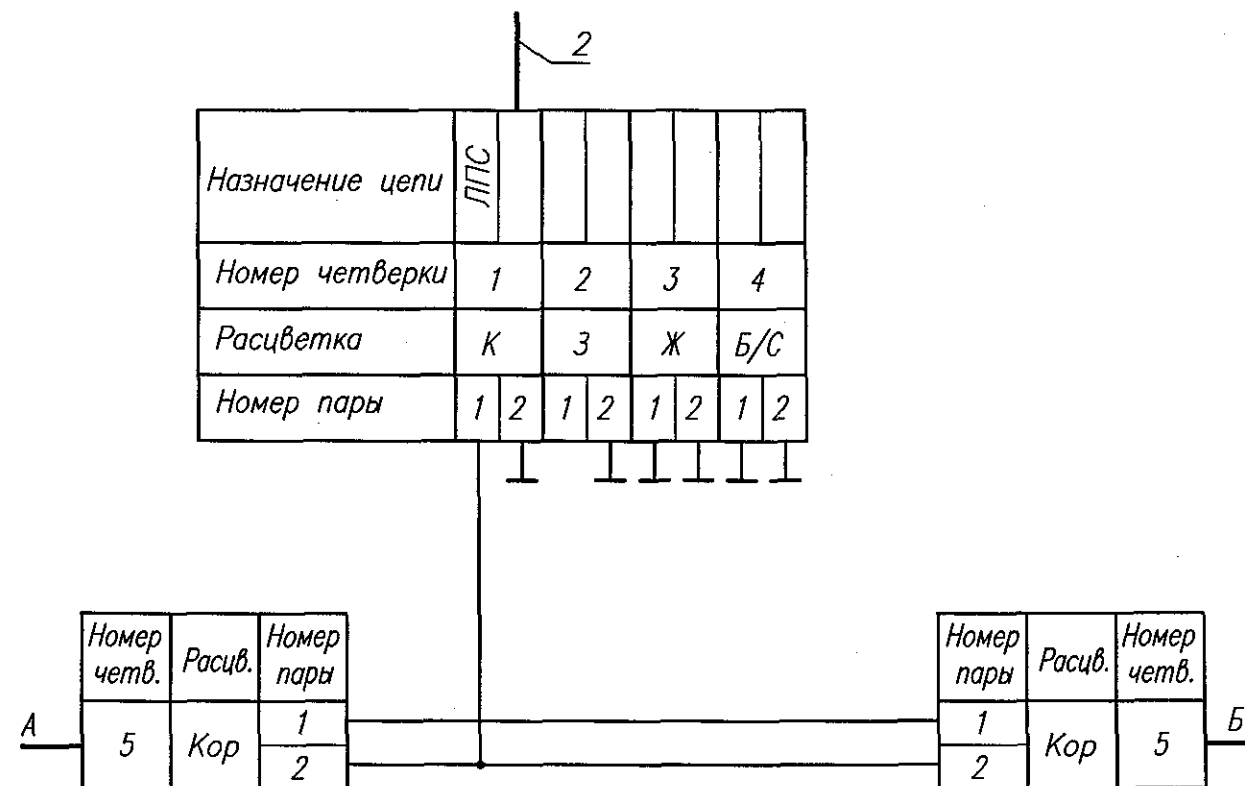 2
Назначение цепи ЛПС
Номер четверки 1 2 3 4
Расцветка К З Ж Б/С
Номер пары 1 2 1 2 1 2 1 2
Номер четв. Расцв. Номер пары
А 5 Кор 1 2
Номер пары Расцв. Номер четв.
1 2 Кор 5 Б